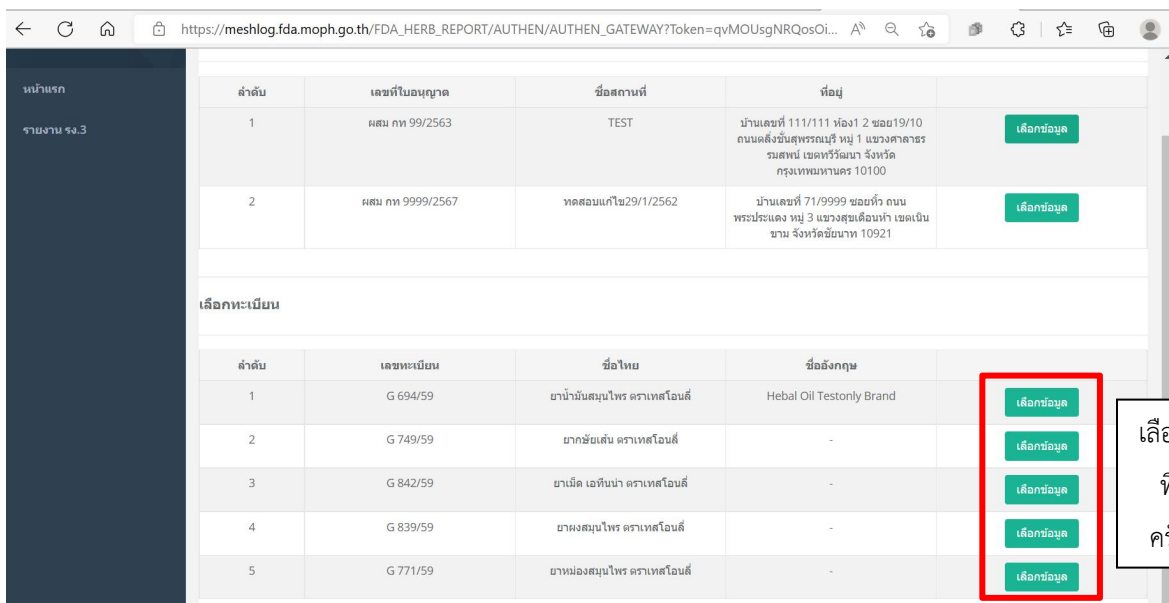 https://meshlog.fda.moph.go.th/FDA_HERB_REPORT/AUTHEN/AUTHEN_GATEWAY?Token=qvMOUsgNRQosOi...
หน้าแรก
รายงาน รง.3
ลำดับ เลขที่ใบอนุญาต ชื่อสถานที่ ที่อยู่
1 ผสม กท 99/2563 TEST บ้านเลขที่ 111/111 ห้อง1 2 ซอย19/10
ถนนตลิ่งชั่นสุพรรณบุรี หมู่ 1 แขวงศาลาธร
รมสพน์ เขตทวีวัฒนา จังหวัด
กรุงเทพมหานคร 10100
เลือกข้อมูล
2 ผสม กท 9999/2567 ทดสอบแก้ไข29/1/2562 บ้านเลขที่ 71/9999 ซอยหิ้ว ถนน
พระประแดง หมู่ 3 แขวงสุขเดือนห้า เขตเนิน
ขาม จังหวัดชัยนาท 10921
เลือกข้อมูล
เลือกทะเบียน
ลำดับ เลขทะเบียน ชื่อไทย ชื่ออังกฤษ
1 G 694/59 ยาน้ำมันสมุนไพร ตราเทสโอนลี่ Hebal Oil Testonly Brand เลือกข้อมูล
2 G 749/59 ยากษัยเส้น ตราเทสโอนลี่ - เลือกข้อมูล
3 G 842/59 ยาเม็ด เอทีนน่า ตราเทสโอนลี่ - เลือกข้อมูล
4 G 839/59 ยาผงสมุนไพร ตราเทสโอนลี่ - เลือกข้อมูล
5 G 771/59 ยาหม่องสมุนไพร ตราเทสโอนลี่ - เลือกข้อมูล